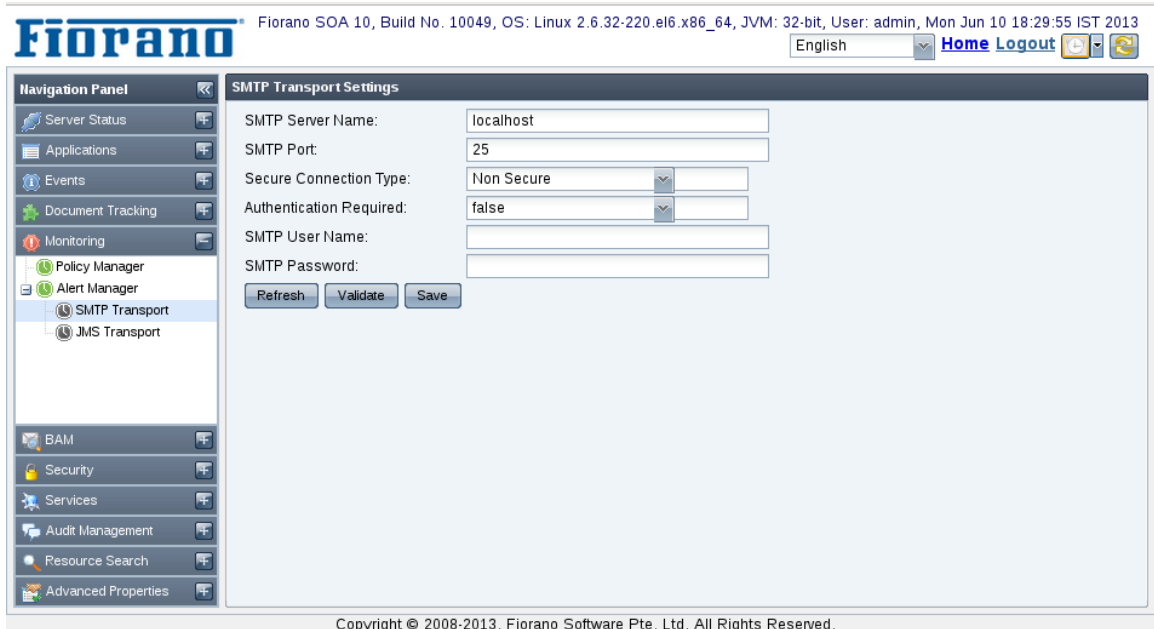 Fiorano
Fiorano SOA 10, Build No. 10049, OS: Linux 2.6.32-220.el6.x86_64, JVM: 32-bit, User: admin, Mon Jun 10 18:29:55 IST 2013
English Home Logout
Navigation Panel
Server Status
Applications
Events
Document Tracking
Monitoring
Policy Manager
Alert Manager
SMTP Transport
JMS Transport
BAM
Security
Services
Audit Management
Resource Search
Advanced Properties
SMTP Transport Settings
SMTP Server Name: localhost
SMTP Port: 25
Secure Connection Type: Non Secure
Authentication Required: false
SMTP User Name:
SMTP Password:
Refresh Validate Save
Copyright © 2008-2013, Fiorano Software Pte. Ltd. All Rights Reserved.